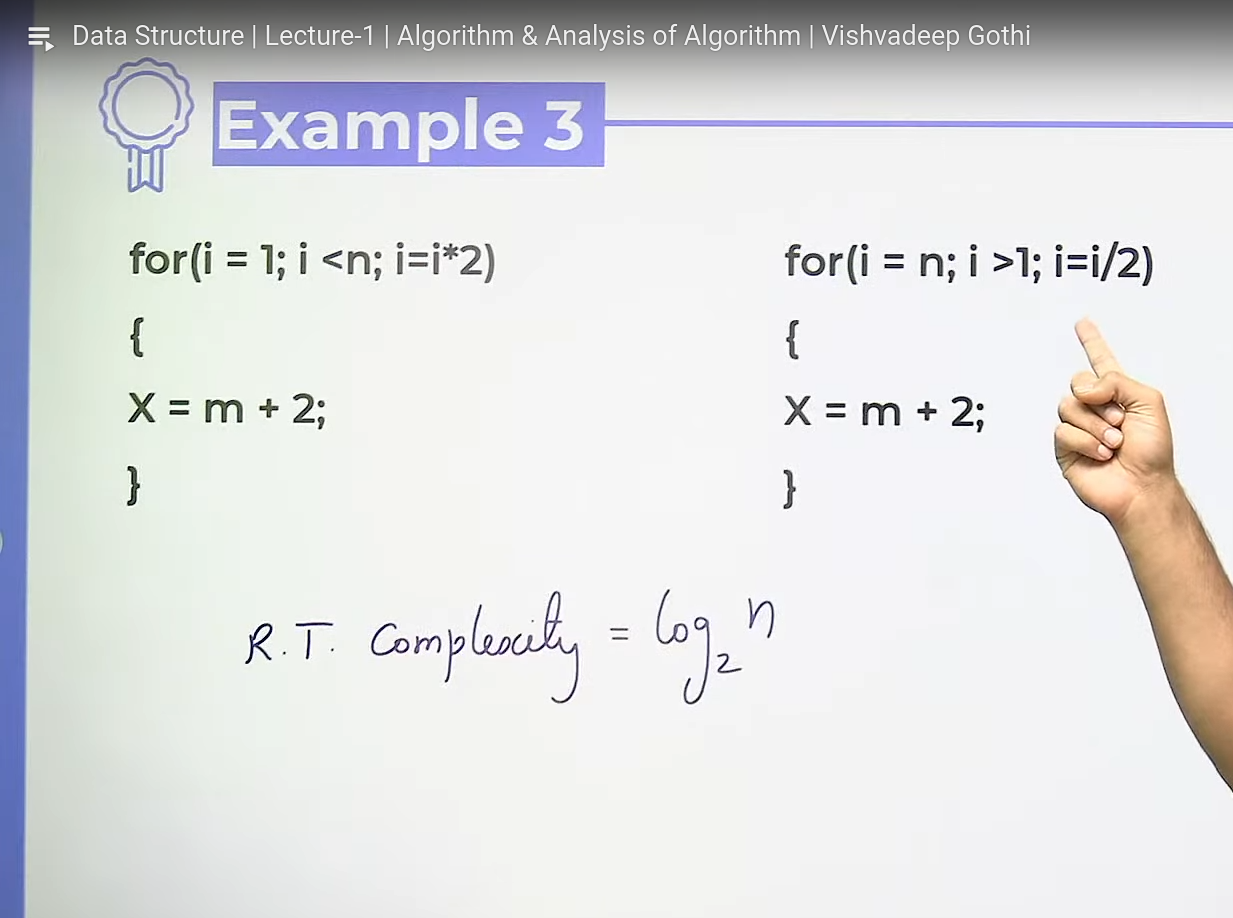 Data Structure | Lecture-1 | Algorithm & Analysis of Algorithm | Vishvadeep Gothi
Example 3
for(i = 1; i <n; i=i*2)
{
X = m + 2;
}
for(i = n; i >1; i=i/2)
{
X = m + 2;
}
R.T. Complexity = log₂ n